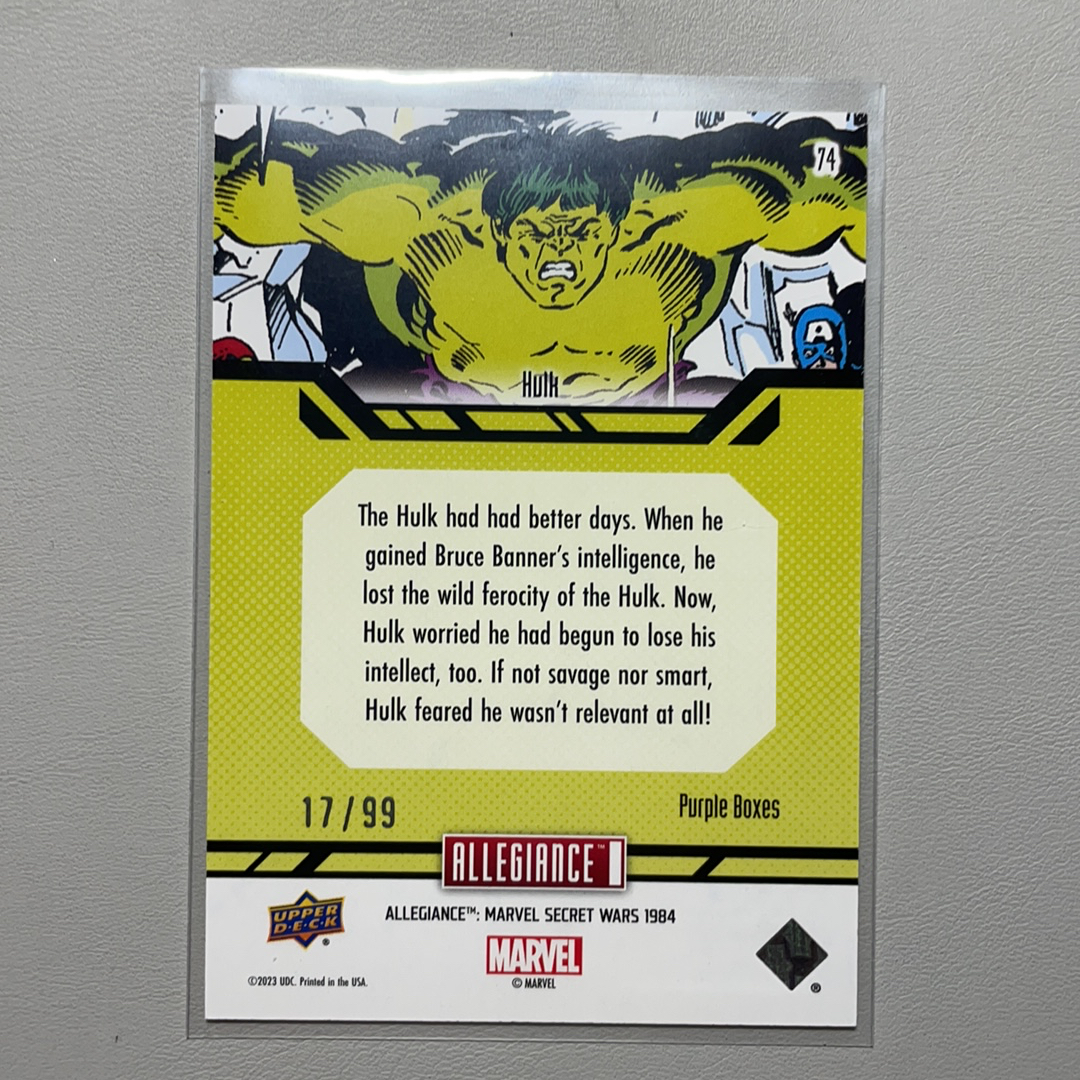 74
A
Hulk
The Hulk had had better days. When he
gained Bruce Banner's intelligence, he
lost the wild ferocity of the Hulk. Now,
Hulk worried he had begun to lose his
intellect, too. If not savage nor smart,
Hulk feared he wasn't relevant at all!
17/99
Purple Boxes
ALLEGIANCE™
UPPER
D·E·C·K
®
ALLEGIANCE™: MARVEL SECRET WARS 1984
MARVEL
© MARVEL
©2023 UDC. Printed in the USA.
®